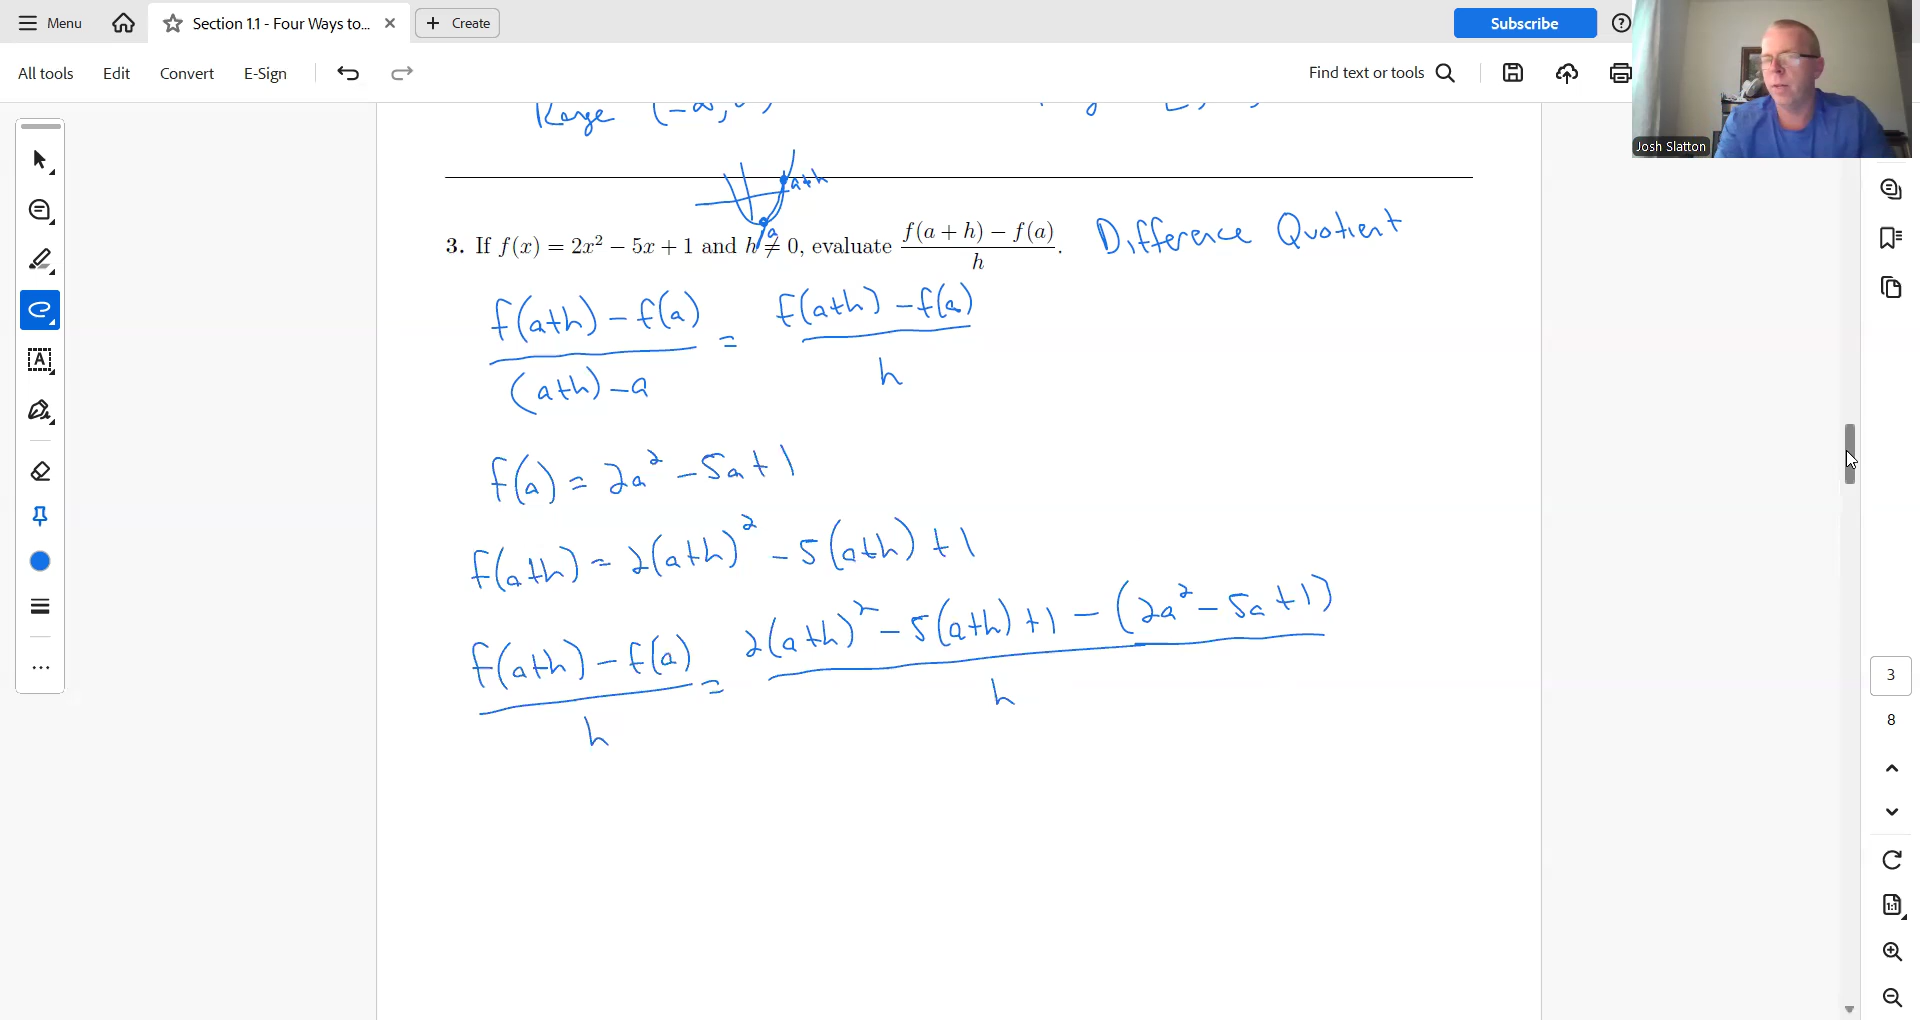 Menu
Section 1.1 - Four Ways to...
Create
Subscribe
All tools
Edit
Convert
E-Sign
Find text or tools
Josh Slatton
Range (-∞,
a+h
a
3. If f(x) = 2x² − 5x + 1 and h ≠ 0, evaluate f(a + h) − f(a) / h. Difference Quotient
f(a+h) - f(a) / (a+h) - a = f(a+h) - f(a) / h
f(a) = 2a² - 5a + 1
f(a+h) = 2(a+h)² - 5(a+h) + 1
f(a+h) - f(a) / h = 2(a+h)² - 5(a+h) + 1 - (2a² - 5a + 1) / h
3
8
1:1